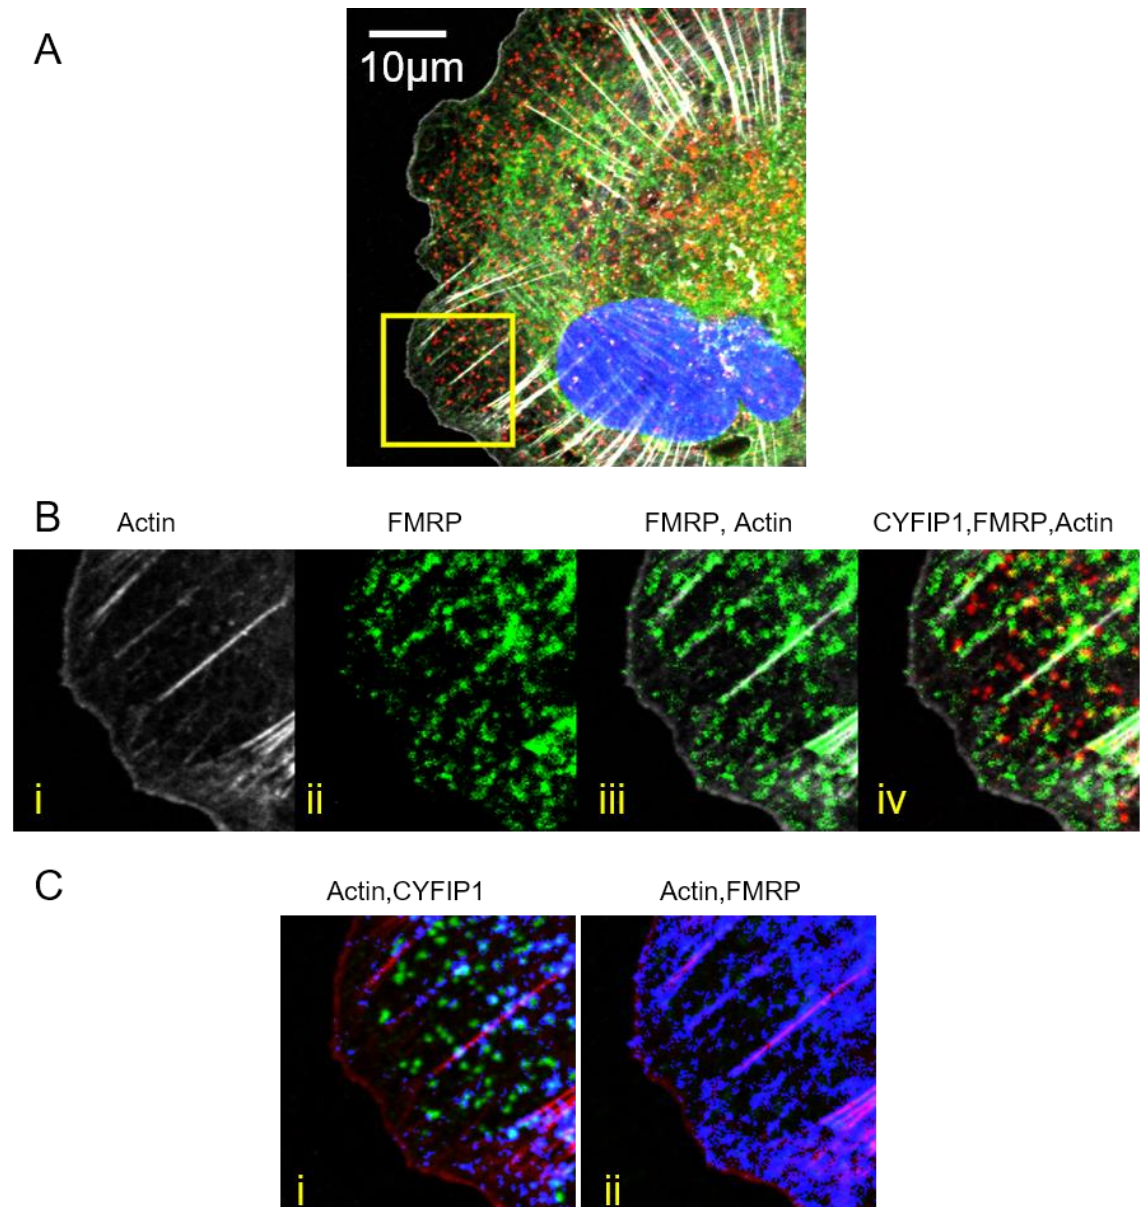 A
10μm
B
Actin
FMRP
FMRP, Actin
CYFIP1,FMRP,Actin
i
ii
iii
iv
C
Actin,CYFIP1
Actin,FMRP
i
ii